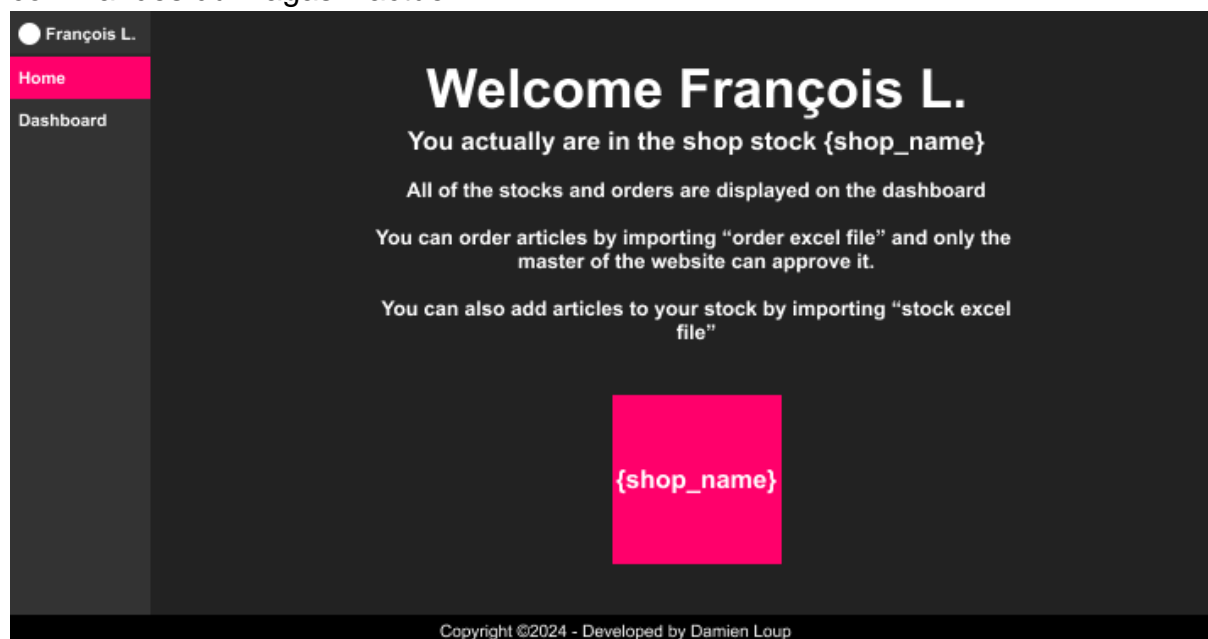 François L.
Home
Dashboard
Welcome François L.
You actually are in the shop stock {shop_name}
All of the stocks and orders are displayed on the dashboard
You can order articles by importing “order excel file” and only the
master of the website can approve it.
You can also add articles to your stock by importing “stock excel
file”
{shop_name}
Copyright ©2024 - Developed by Damien Loup